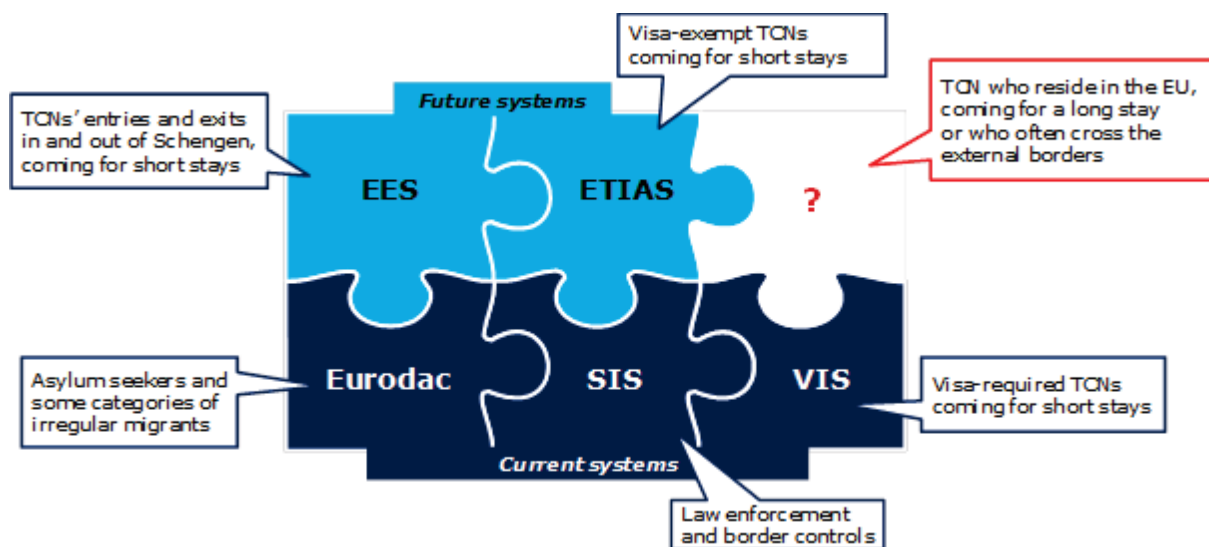 Visa-exempt TCNs
coming for short stays
TCN who reside in the EU,
coming for a long stay
or who often cross the
external borders
Future systems
TCNs' entries and exits
in and out of Schengen,
coming for short stays
EES
ETIAS
?
Eurodac
SIS
VIS
Asylum seekers and
some categories of
irregular migrants
Visa-required TCNs
coming for short stays
Current systems
Law enforcement
and border controls